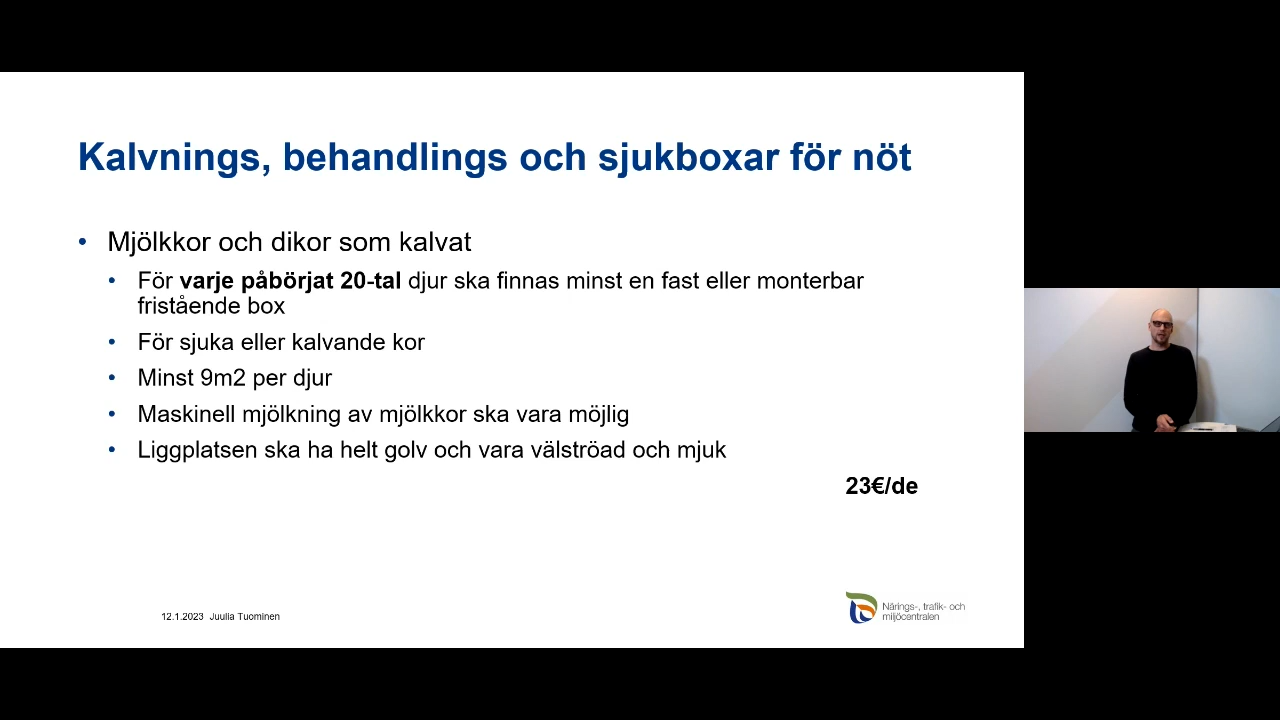 Kalvnings, behandlings och sjukboxar för nöt
• Mjölkkor och dikor som kalvat
• För varje påbörjat 20-tal djur ska finnas minst en fast eller monterbar
fristående box
• För sjuka eller kalvande kor
• Minst 9m2 per djur
• Maskinell mjölkning av mjölkkor ska vara möjlig
• Liggplatsen ska ha helt golv och vara välströad och mjuk
23€/de
12.1.2023 Juulia Tuominen
Närings-, trafik- och
miljöcentralen